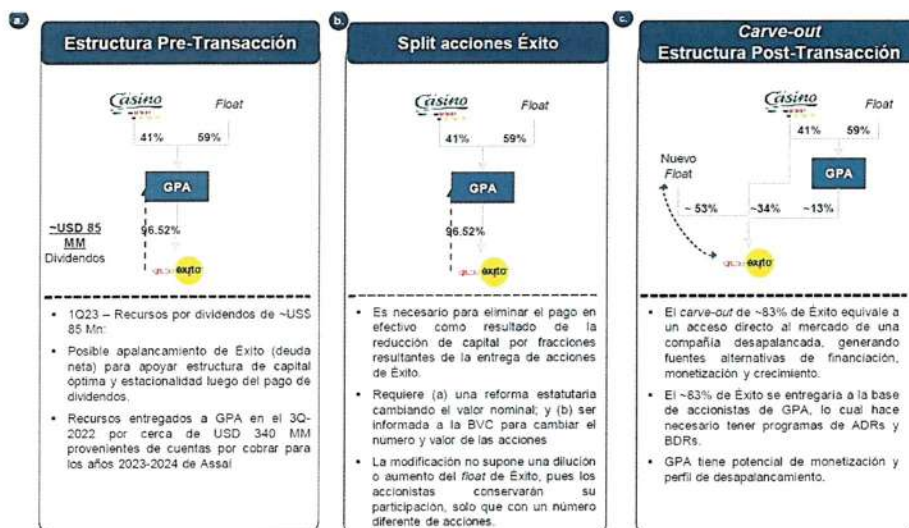 a.
Estructura Pre-Transacción
Casino
Float
41%
59%
GPA
~USD 85
MM
Dividendos
96.52%
grupo éxito
• 1Q23 – Recursos por dividendos de ~US$
85 Mn:
• Posible apalancamiento de Éxito (deuda
neta) para apoyar estructura de capital
óptima y estacionalidad luego del pago de
dividendos.
• Recursos entregados a GPA en el 3Q-
2022 por cerca de USD 340 MM
provenientes de cuentas por cobrar para
los años 2023-2024 de Assaí
b.
Split acciones Éxito
Casino
Float
41%
59%
GPA
96.52%
grupo éxito
• Es necesario para eliminar el pago en
efectivo como resultado de la
reducción de capital por fracciones
resultantes de la entrega de acciones
de Éxito.
• Requiere (a) una reforma estatutaria
cambiando el valor nominal; y (b) ser
informada a la BVC para cambiar el
número y valor de las acciones
• La modificación no supone una dilución
o aumento del float de Éxito, pues los
accionistas conservarán su
participación, solo que con un número
diferente de acciones.
c.
Carve-out
Estructura Post-Transacción
Casino
Float
41%
59%
Nuevo
Float
GPA
~ 53%
~34%
~13%
grupo éxito
• El carve-out de ~83% de Éxito equivale a
un acceso directo al mercado de una
compañía desapalancada, generando
fuentes alternativas de financiación,
monetización y crecimiento.
• El ~83% de Éxito se entregaría a la base
de accionistas de GPA, lo cual hace
necesario tener programas de ADRs y
BDRs.
• GPA tiene potencial de monetización y
perfil de desapalancamiento.